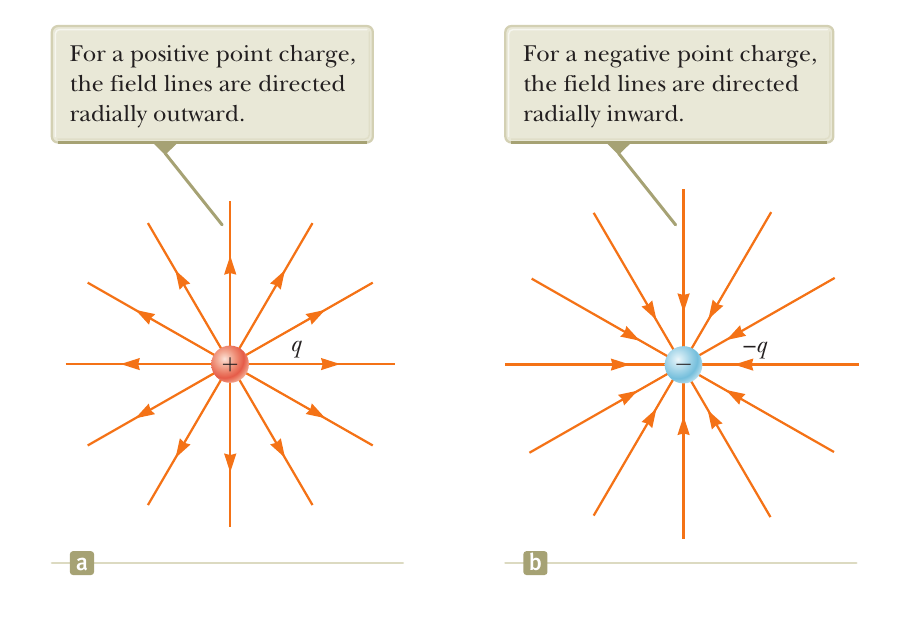 For a positive point charge,
the field lines are directed
radially outward.
For a negative point charge,
the field lines are directed
radially inward.
q
+
−q
−
a
b